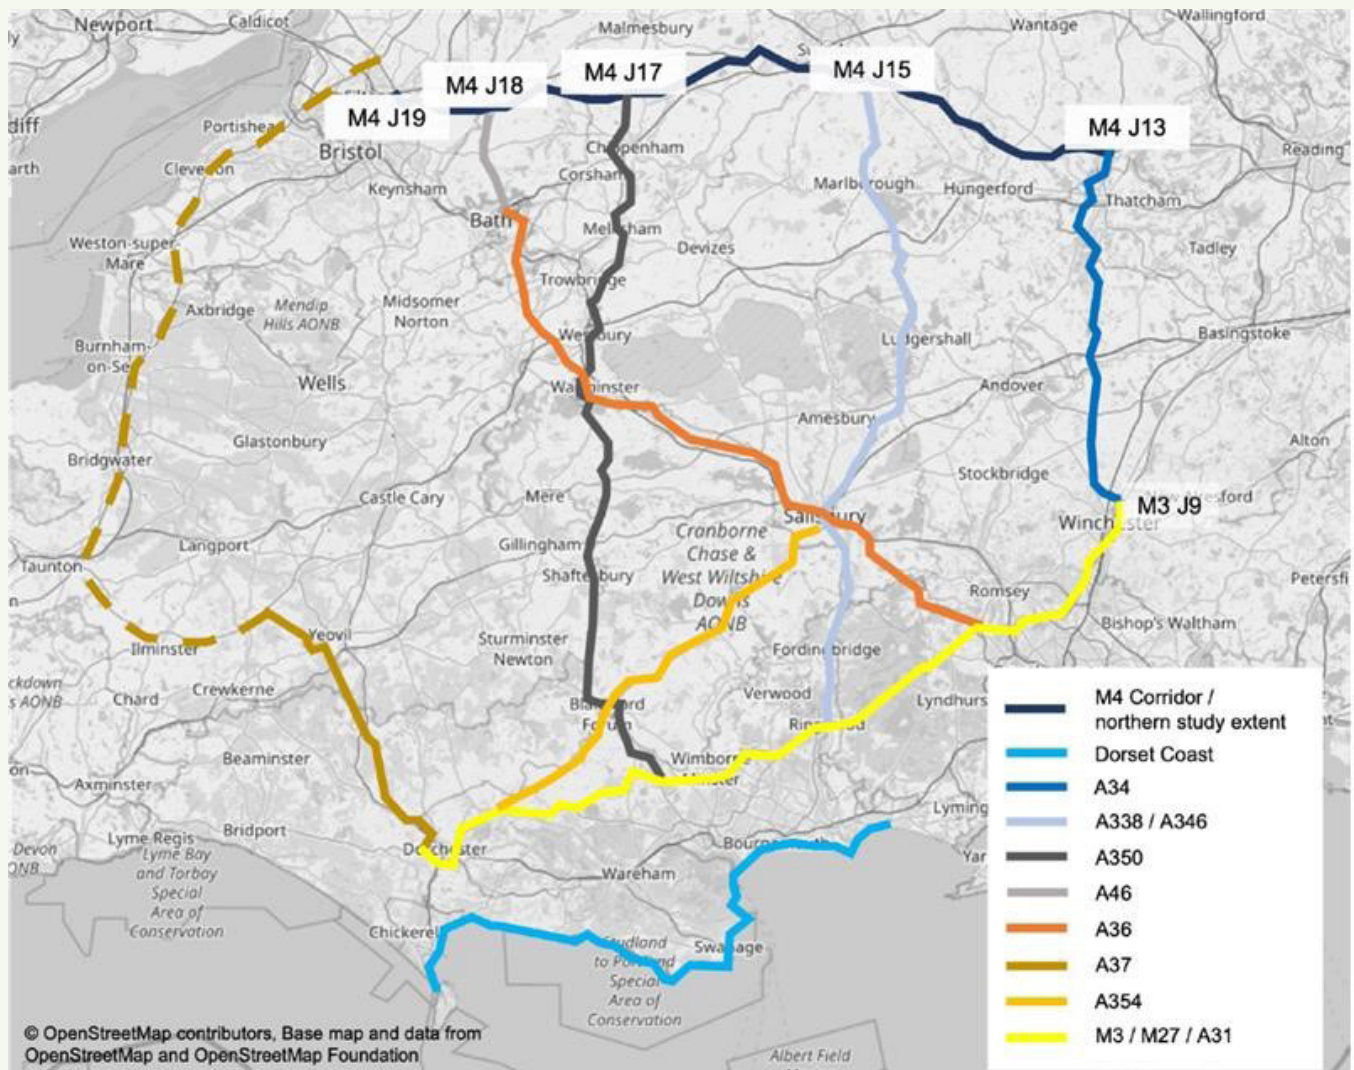 Newport
Caldicot
Malmesbury
Wantage
Wallingford
M4 J18
M4 J17
M4 J15
M4 J19
M4 J13
Portishead
Bristol
Clevedon
Keynsham
Chippenham
Corsham
Marlborough
Hungerford
Reading
Thatcham
Bath
Melksham
Devizes
Tadley
Weston-super-
Mare
Axbridge
Mendip
Hills AONB
Midsomer
Norton
Trowbridge
Westbury
Ludgershall
Basingstoke
Burnham-
on-Sea
Wells
Warminster
Andover
Amesbury
Glastonbury
Alton
Bridgwater
Castle Cary
Mere
Stockbridge
M3 J9
Winchester
Salisbury
Cranborne
Chase &
West Wiltshire
Downs
AONB
Langport
Gillingham
Shaftesbury
Taunton
Romsey
Bishop's Waltham
Ilminster
Yeovil
Sturminster
Newton
Fordingbridge
Chard
Crewkerne
Verwood
Ringwood
Lyndhurs
Blandford
Forum
Wimborne
Minster
Beaminster
Axminster
Lyme Regis
Bridport
Dorchester
Bournemouth
Lyming
Yar
Devon
Lyme Bay
and Torbay
Special
Area of
Conservation
Wareham
Chickerell
Swanage
Studland
to Portland
Special
Area of
Conservation
Albert Field
M4 Corridor /
northern study extent
Dorset Coast
A34
A338 / A346
A350
A46
A36
A37
A354
M3 / M27 / A31
© OpenStreetMap contributors, Base map and data from
OpenStreetMap and OpenStreetMap Foundation